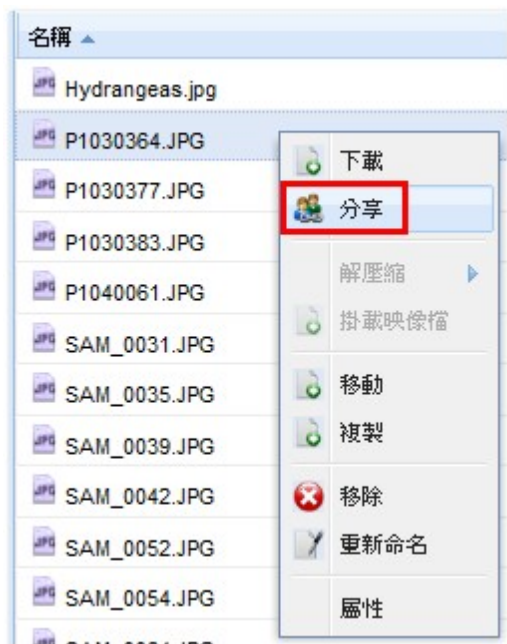 名稱
Hydrangeas.jpg
P1030364.JPG
P1030377.JPG
P1030383.JPG
P1040061.JPG
SAM_0031.JPG
SAM_0035.JPG
SAM_0039.JPG
SAM_0042.JPG
SAM_0052.JPG
SAM_0054.JPG
下載
分享
解壓縮
掛載映像檔
移動
複製
移除
重新命名
屬性